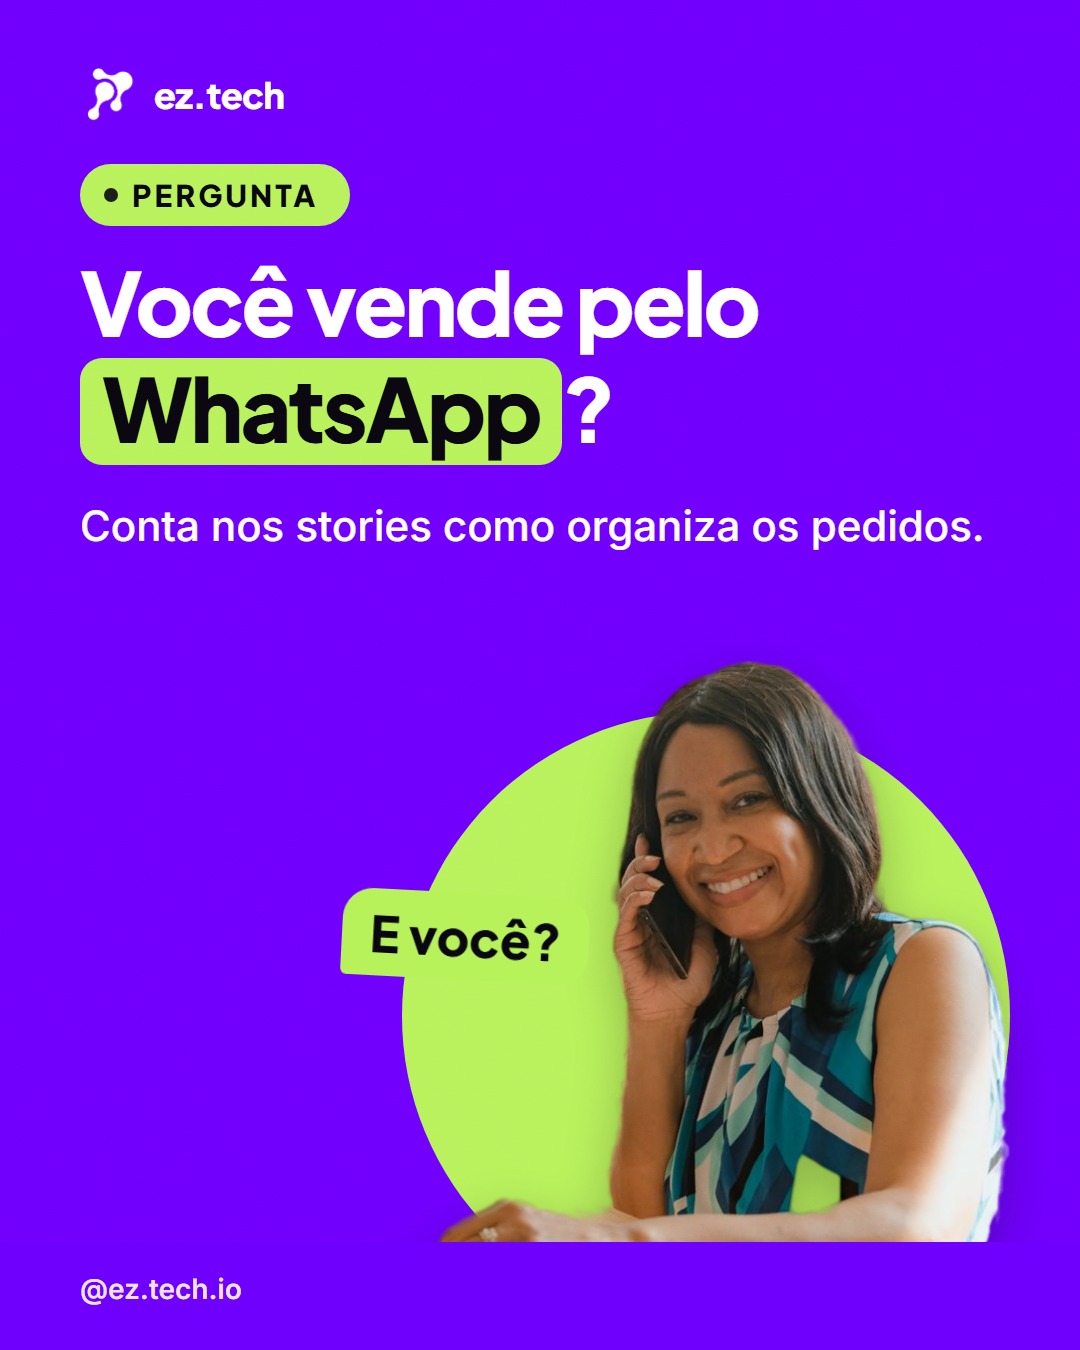 ez.tech
PERGUNTA
Você vende pelo
WhatsApp?
Conta nos stories como organiza os pedidos.
E você?
@ez.tech.io